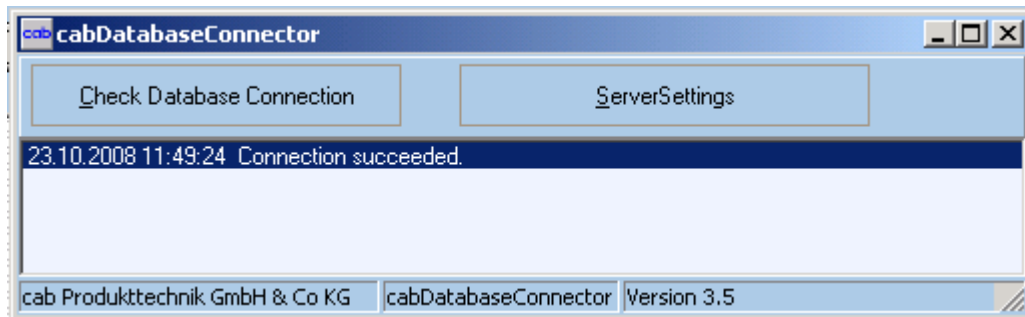 cab cabDatabaseConnector
Check Database Connection ServerSettings
23.10.2008 11:49:24 Connection succeeded.
cab Produkttechnik GmbH & Co KG cabDatabaseConnector Version 3.5